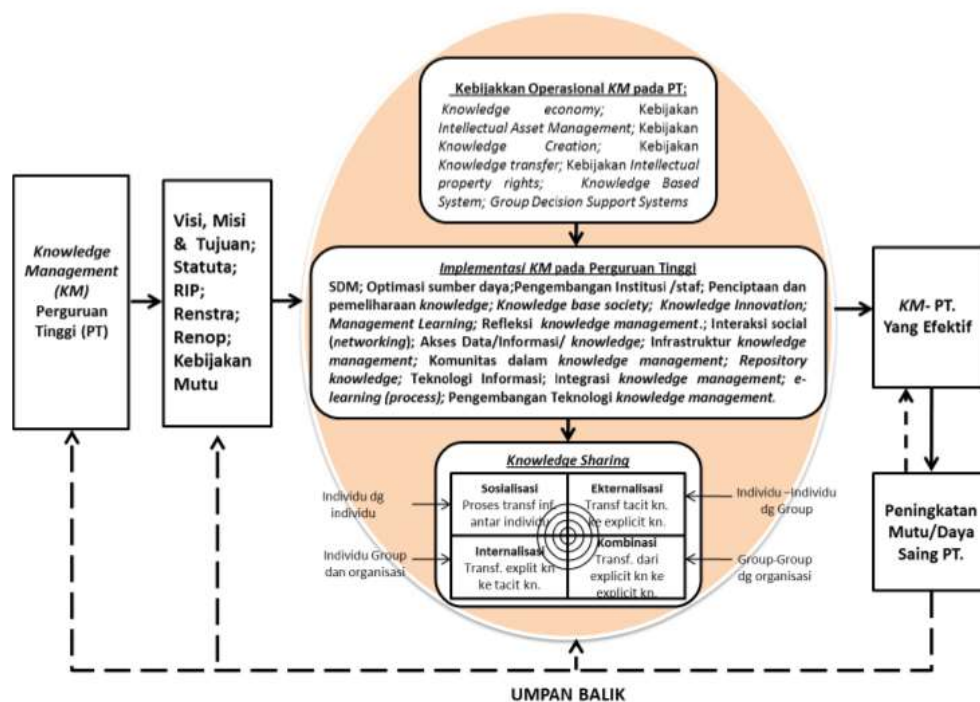 Knowledge
Management
(KM)
Perguruan
Tinggi (PT)
Visi, Misi
& Tujuan;
Statuta;
RIP;
Renstra;
Renop;
Kebijakan
Mutu
Kebijakkan Operasional KM pada PT:
Knowledge economy; Kebijakan
Intellectual Asset Management; Kebijakan
Knowledge Creation; Kebijakan
Knowledge transfer; Kebijakan Intellectual
property rights; Knowledge Based
System; Group Decision Support Systems
Implementasi KM pada Perguruan Tinggi
SDM; Optimasi sumber daya;Pengembangan Institusi /staf; Penciptaan dan
pemeliharaan knowledge; Knowledge base society; Knowledge Innovation;
Management Learning; Refleksi knowledge management.; Interaksi social
(networking); Akses Data/Informasi/ knowledge; Infrastruktur knowledge
management; Komunitas dalam knowledge management; Repository
knowledge; Teknologi Informasi; Integrasi knowledge management; e-
learning (process); Pengembangan Teknologi knowledge management.
Knowledge Sharing
Individu dg
individu
Sosialisasi
Proses transf inf.
antar individu
Ekternalisasi
Transf tacit kn.
ke explicit kn.
Individu –Individu
dg Group
Individu Group
dan organisasi
Internalisasi
Transf. explit kn
ke tacit kn.
Kombinasi
Transf. dari
explicit kn ke
explicit kn.
Group-Group
dg organisasi
KM- PT.
Yang Efektif
Peningkatan
Mutu/Daya
Saing PT.
UMPAN BALIK